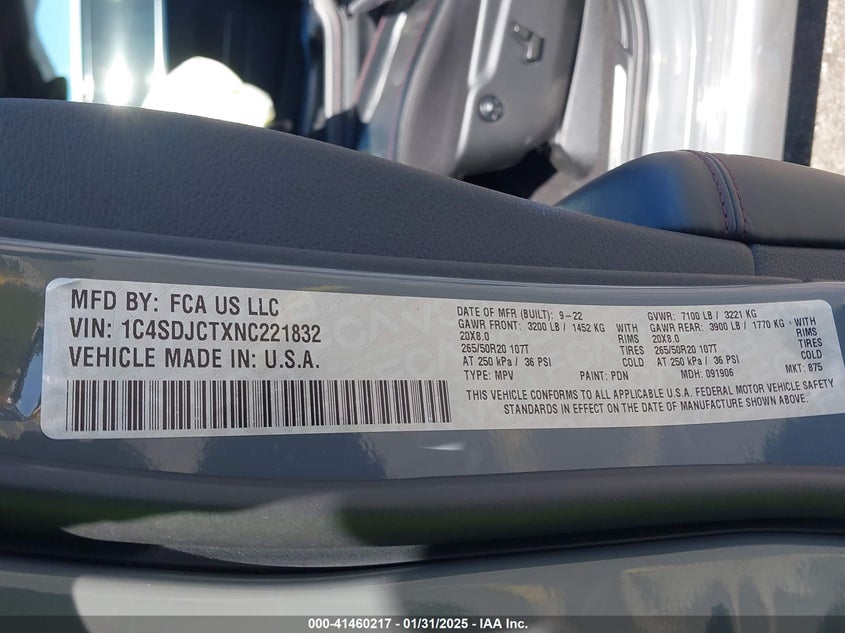 MFD BY: FCA US LLC
VIN: 1C4SDJCTXNC221832
VEHICLE MADE IN: U.S.A.
DATE OF MFR (BUILT): 9-22 GVWR: 7100 LB / 3221 KG
GAWR FRONT: 3200 LB / 1452 KG WITH GAWR REAR: 3900 LB / 1770 KG WITH
20X8.0 RIMS 20X8.0 RIMS
265/50R20 107T TIRES 265/50R20 107T TIRES
AT 250 kPa / 36 PSI COLD AT 250 kPa / 36 PSI COLD
TYPE: MPV PAINT: PDN MDH: 091906 MKT: 875
THIS VEHICLE CONFORMS TO ALL APPLICABLE U.S.A. FEDERAL MOTOR VEHICLE SAFETY
STANDARDS IN EFFECT ON THE DATE OF MANUFACTURE SHOWN ABOVE.
000-41460217 - 01/31/2025 - IAA Inc.